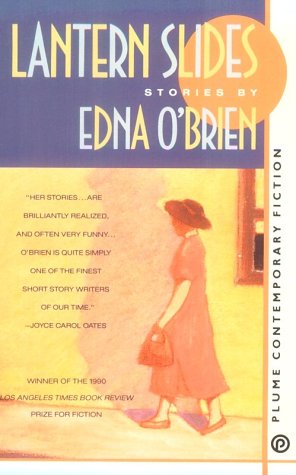 LANTERN SLIDES
STORIES BY
EDNA O'BRIEN
"HER STORIES...ARE
BRILLIANTLY REALIZED,
AND OFTEN VERY FUNNY...
O'BRIEN IS QUITE SIMPLY
ONE OF THE FINEST
SHORT STORY WRITERS
OF OUR TIME."
–JOYCE CAROL OATES
WINNER OF THE 1990
LOS ANGELES TIMES BOOK REVIEW
PRIZE FOR FICTION
PLUME CONTEMPORARY FICTION